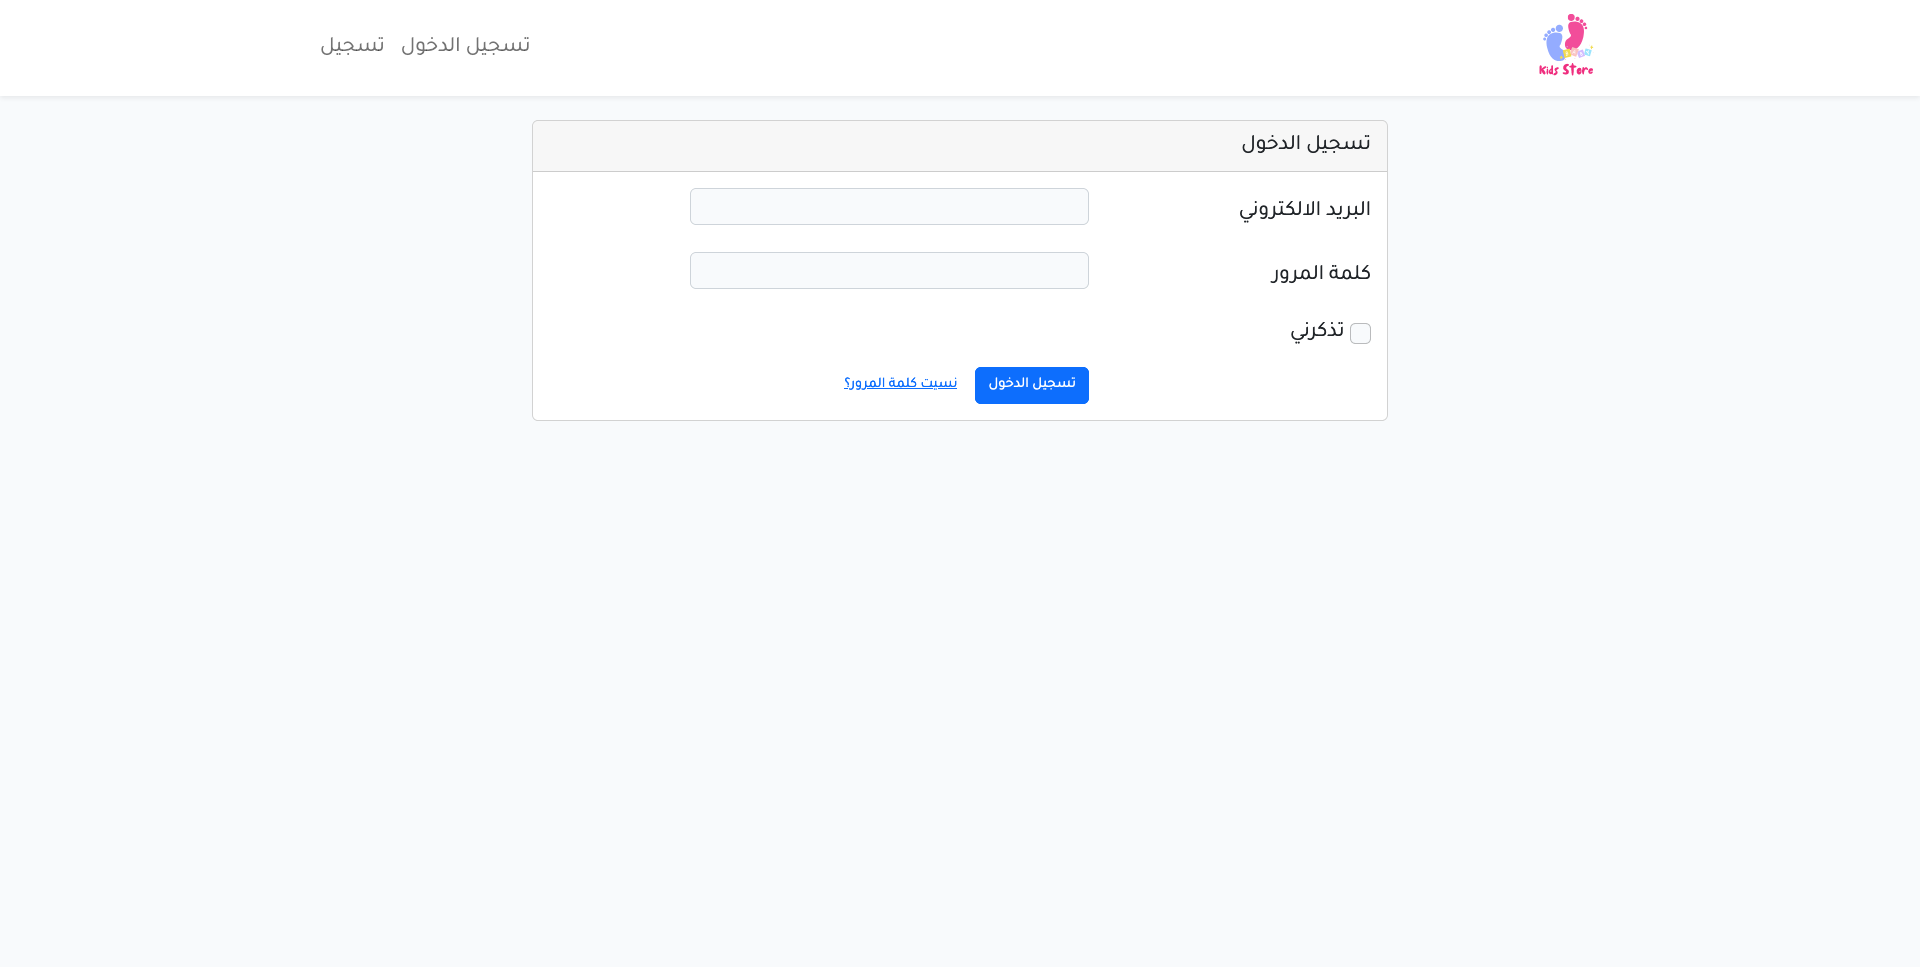 Kids Store
تسجيل الدخول
تسجيل
تسجيل الدخول
البريد الالكتروني
كلمة المرور
تذكرني
تسجيل الدخول
نسيت كلمة المرور؟